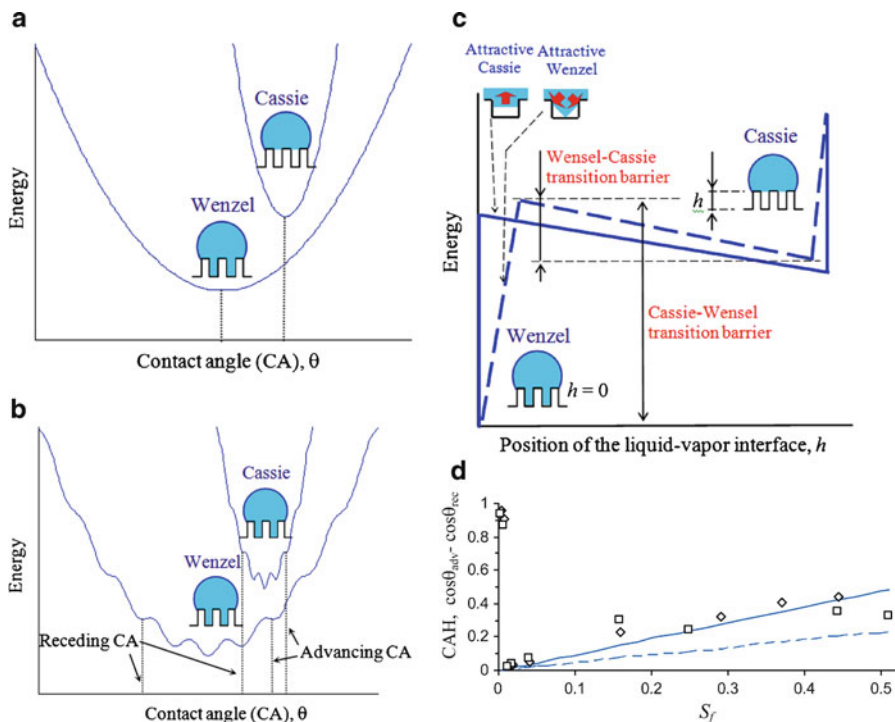 a
Energy
Cassie
Wenzel
Contact angle (CA), θ
b
Energy
Cassie
Wenzel
Receding CA
Advancing CA
Contact angle (CA), θ
c
Attractive
Cassie
Attractive
Wenzel
Wensel-Cassie
transition barrier
Cassie
h
Energy
Cassie-Wensel
transition barrier
Wenzel
h = 0
Position of the liquid-vapor interface, h
d
CAH, cosθadv- cosθrec
1
0.8
0.6
0.4
0.2
0
0 0.1 0.2 0.3 0.4 0.5
Sf